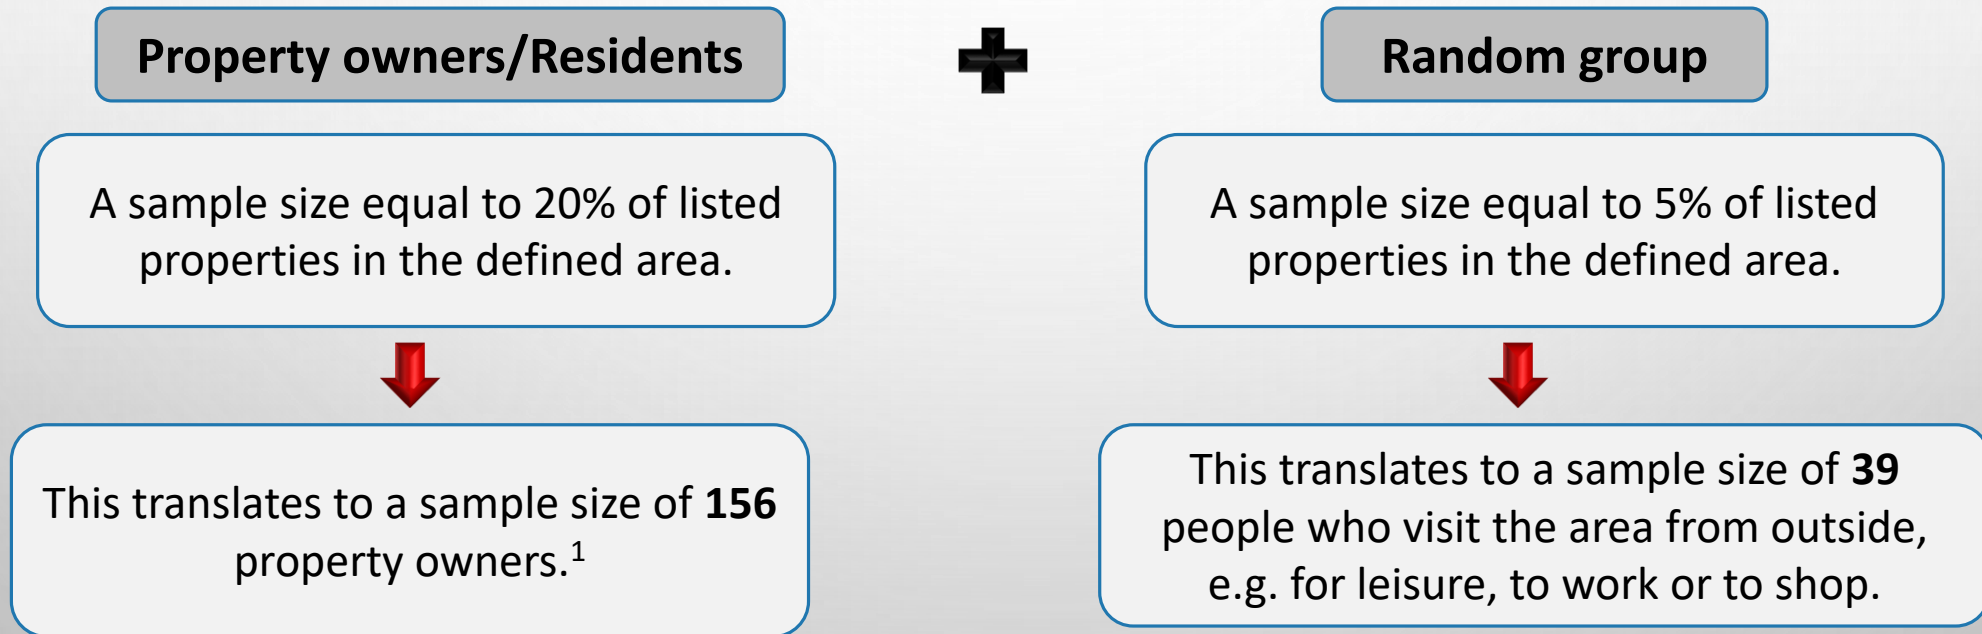 Property owners/Residents
Random group
A sample size equal to 20% of listed
properties in the defined area.
A sample size equal to 5% of listed
properties in the defined area.
This translates to a sample size of 156
property owners.1
This translates to a sample size of 39
people who visit the area from outside,
e.g. for leisure, to work or to shop.